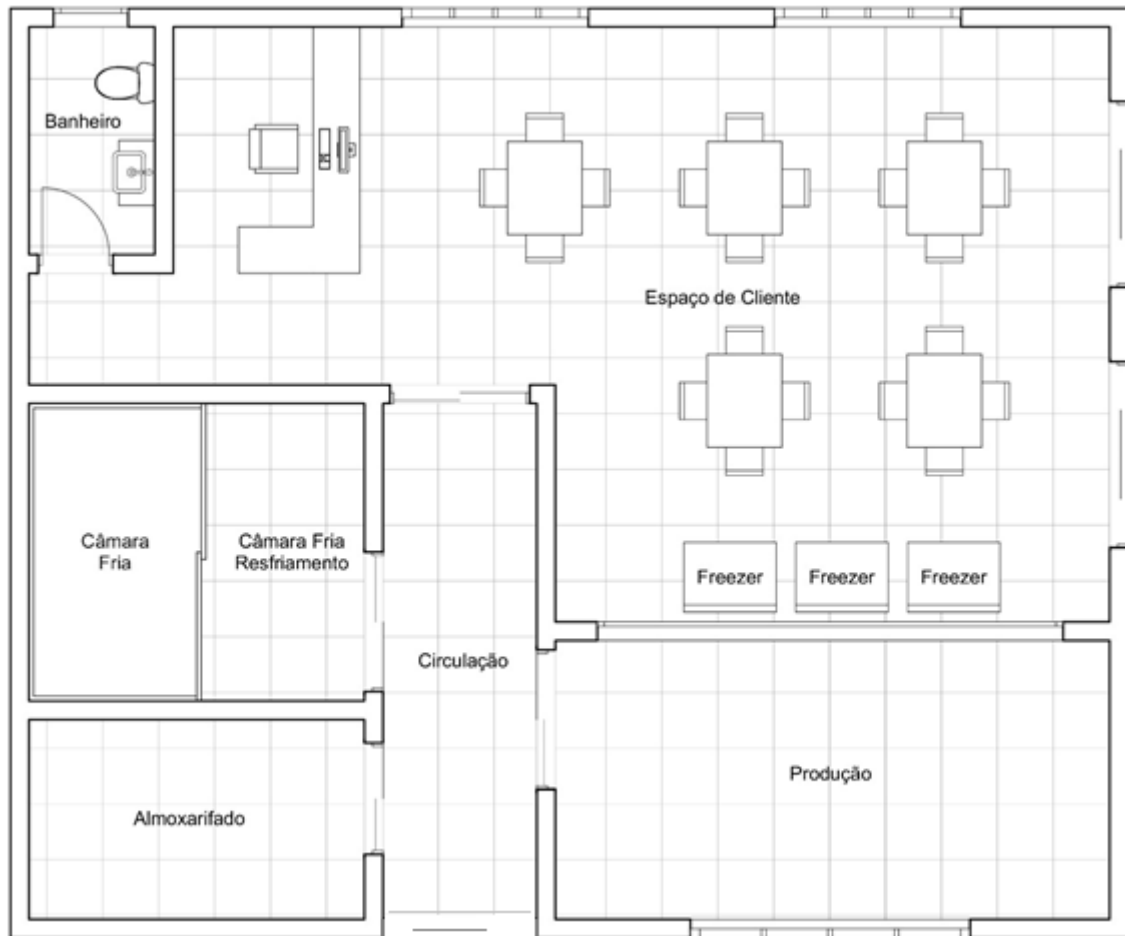 Banheiro
Espaço de Cliente
Câmara
Fria
Câmara Fria
Resfriamento
Freezer
Freezer
Freezer
Circulação
Produção
Almoxarifado